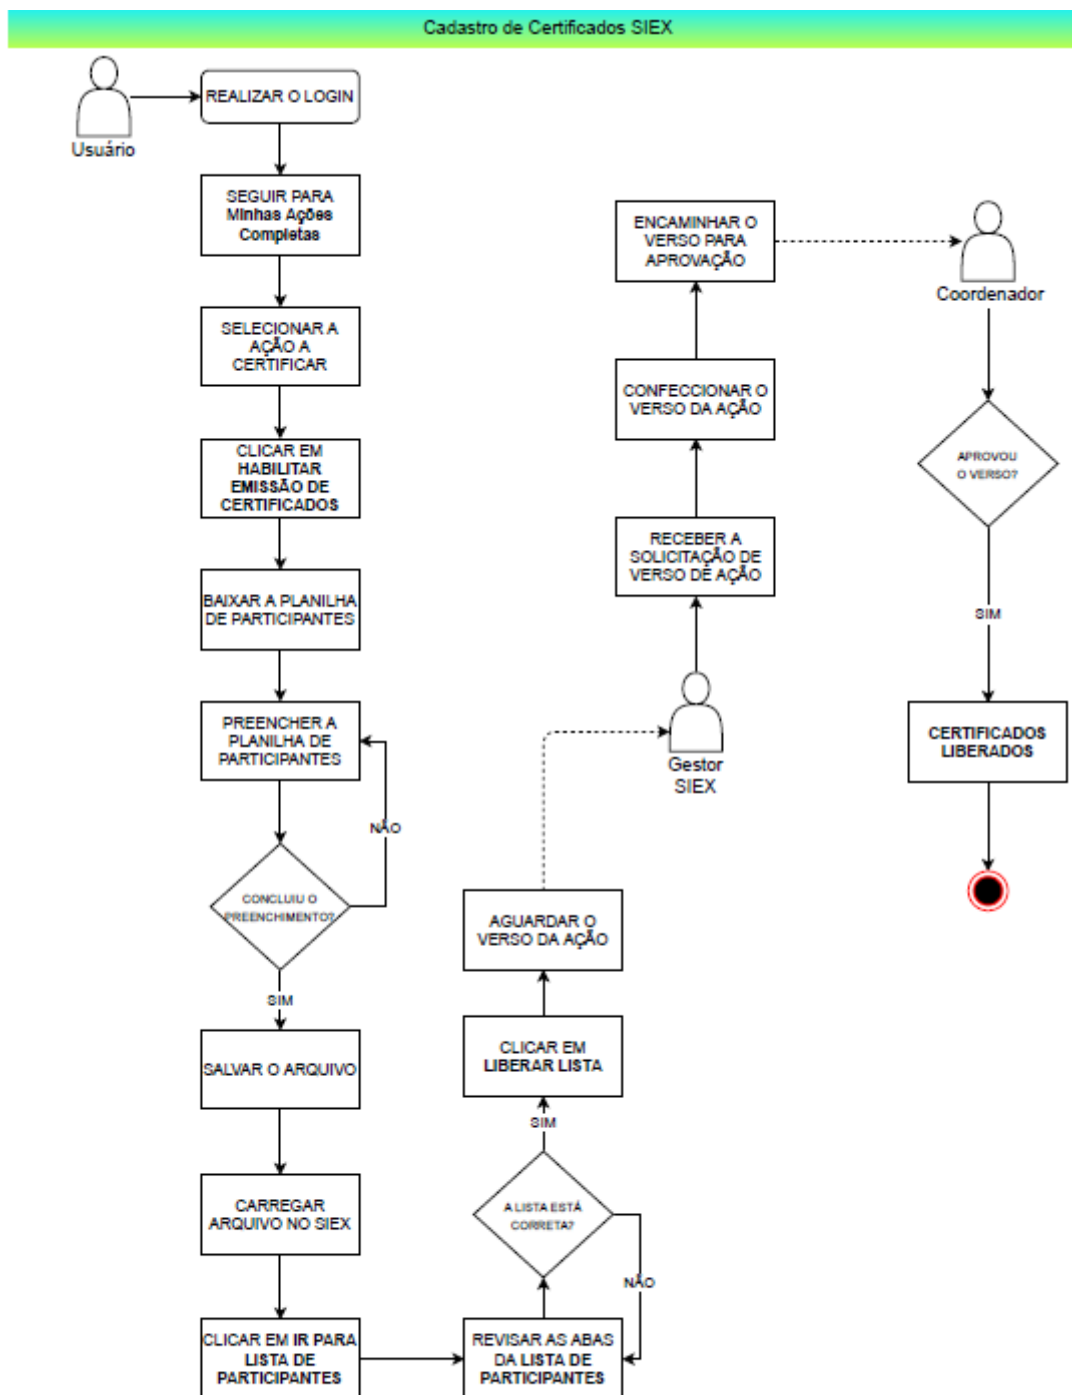 Cadastro de Certificados SIEX
Usuário
REALIZAR O LOGIN
SEGUIR PARA
Minhas Ações
Completas
SELECIONAR A
AÇÃO A
CERTIFICAR
CLICAR EM
HABILITAR
EMISSÃO DE
CERTIFICADOS
BAIXAR A PLANILHA
DE PARTICIPANTES
PREENCHER A
PLANILHA DE
PARTICIPANTES
NÃO
CONCLUIU O
PREENCHIMENTO?
SIM
SALVAR O ARQUIVO
CARREGAR
ARQUIVO NO SIEX
CLICAR EM IR PARA
LISTA DE
PARTICIPANTES
REVISAR AS ABAS
DA LISTA DE
PARTICIPANTES
NÃO
A LISTA ESTÁ
CORRETA?
SIM
CLICAR EM
LIBERAR LISTA
AGUARDAR O
VERSO DA AÇÃO
Gestor
SIEX
RECEBER A
SOLICITAÇÃO DE
VERSO DE AÇÃO
CONFECCIONAR O
VERSO DA AÇÃO
ENCAMINHAR O
VERSO PARA
APROVAÇÃO
Coordenador
APROVOU
O VERSO?
SIM
CERTIFICADOS
LIBERADOS